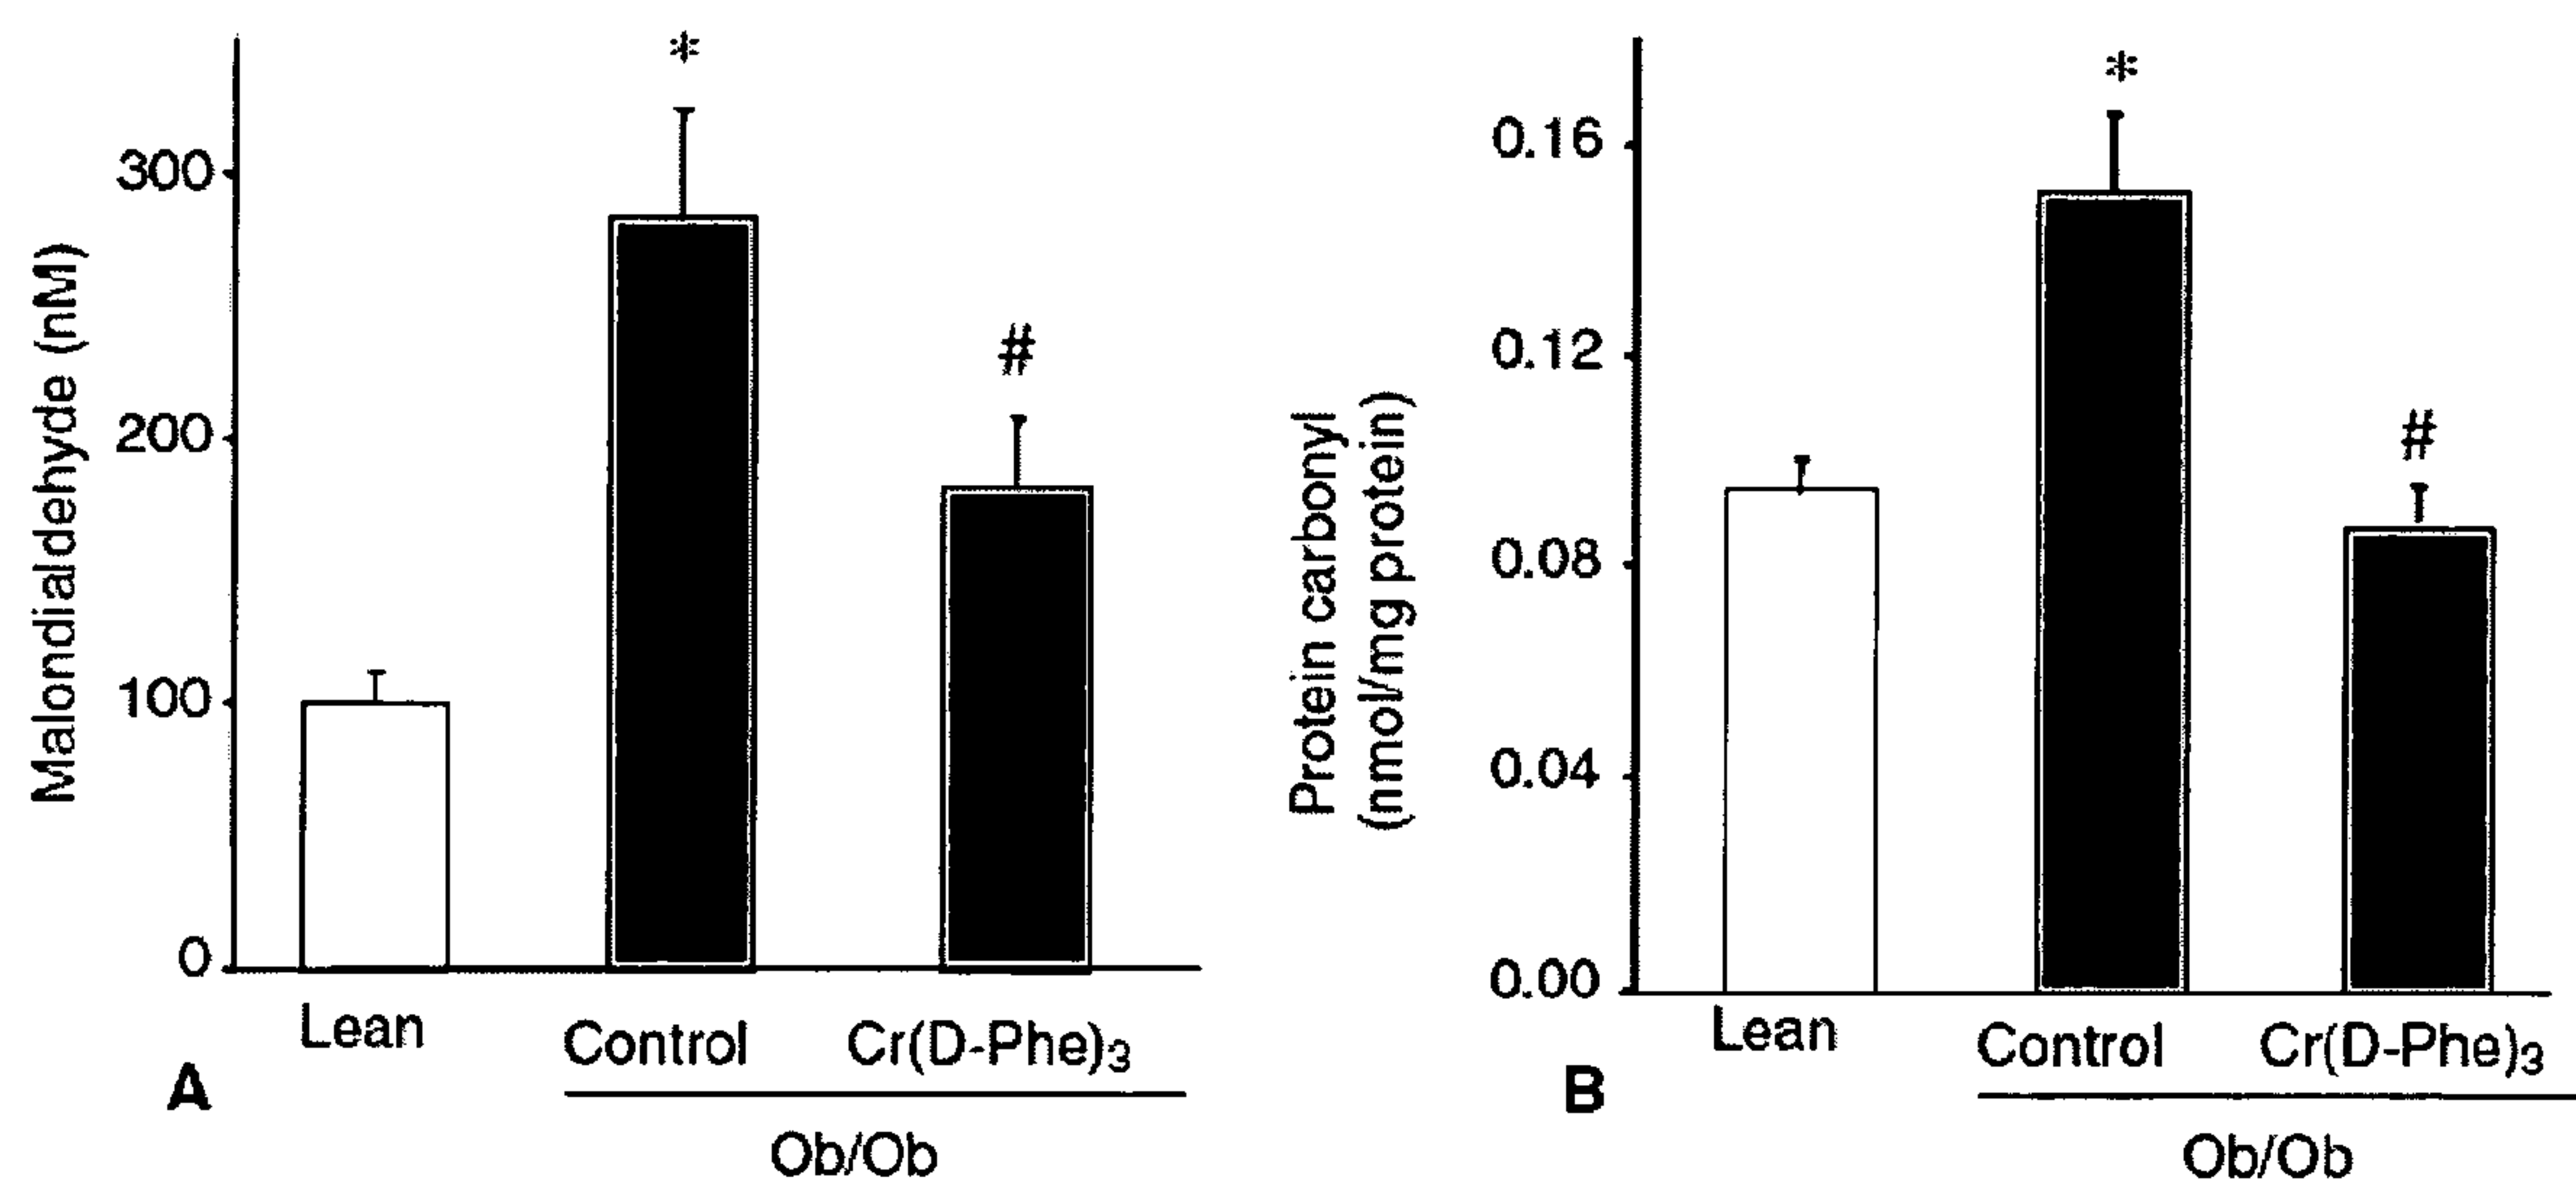 *
300
#
200
100
0
Malondialdehyde (nM)
Lean
Control
Cr(D-Phe)3
A
Ob/Ob
*
0.16
0.12
#
0.08
0.04
0.00
Protein carbonyl
(nmol/mg protein)
Lean
Control
Cr(D-Phe)3
B
Ob/Ob